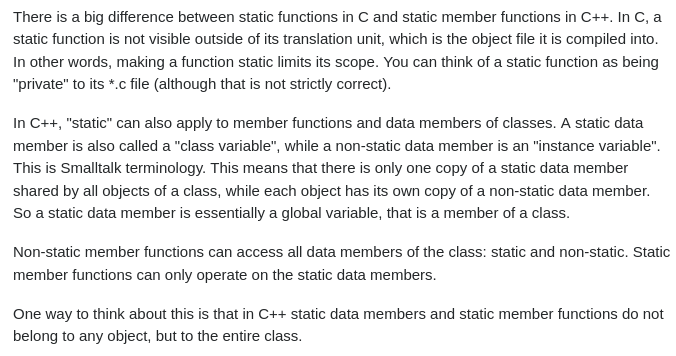 There is a big difference between static functions in C and static member functions in C++. In C, a
static function is not visible outside of its translation unit, which is the object file it is compiled into.
In other words, making a function static limits its scope. You can think of a static function as being
"private" to its *.c file (although that is not strictly correct).
In C++, "static" can also apply to member functions and data members of classes. A static data
member is also called a "class variable", while a non-static data member is an "instance variable".
This is Smalltalk terminology. This means that there is only one copy of a static data member
shared by all objects of a class, while each object has its own copy of a non-static data member.
So a static data member is essentially a global variable, that is a member of a class.
Non-static member functions can access all data members of the class: static and non-static. Static
member functions can only operate on the static data members.
One way to think about this is that in C++ static data members and static member functions do not
belong to any object, but to the entire class.